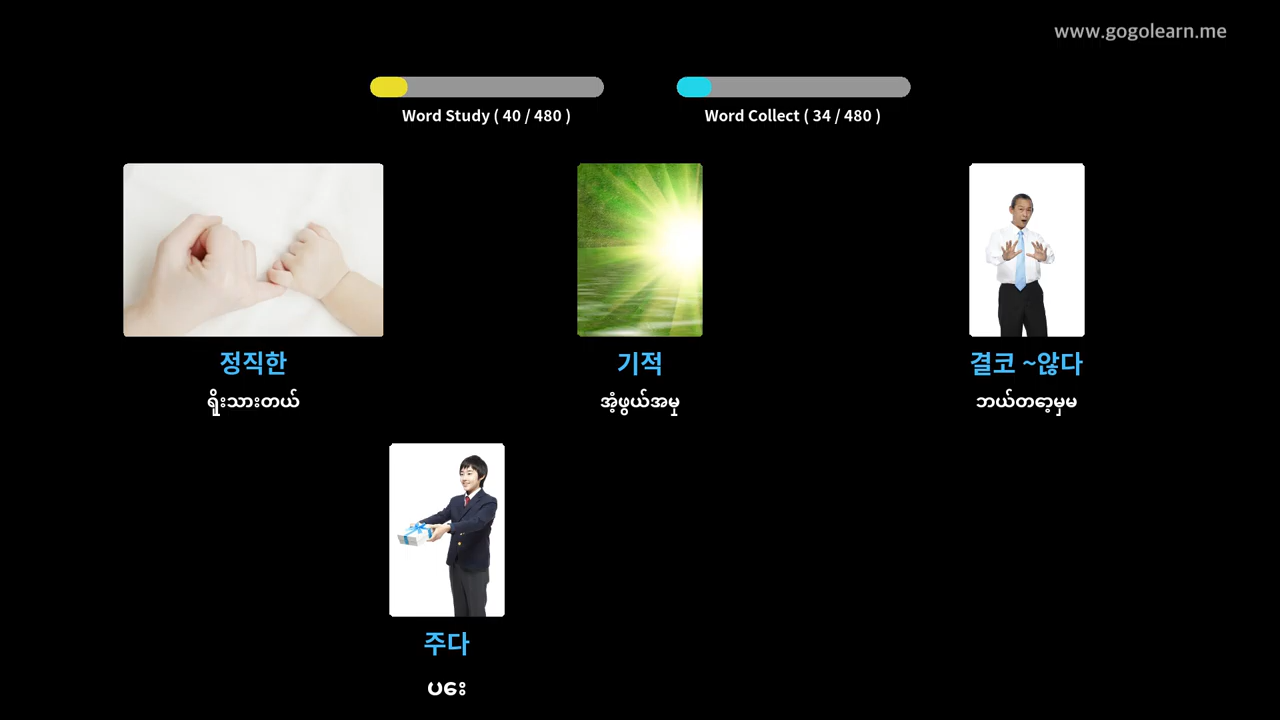 www.gogolearn.me
Word Study ( 40 / 480 )
Word Collect ( 34 / 480 )
정직한
기적
결코 ~않다
ရိုးသားတယ်
အံ့ဖွယ်အမှု
ဘယ်တော့မှမ
주다
ပေး